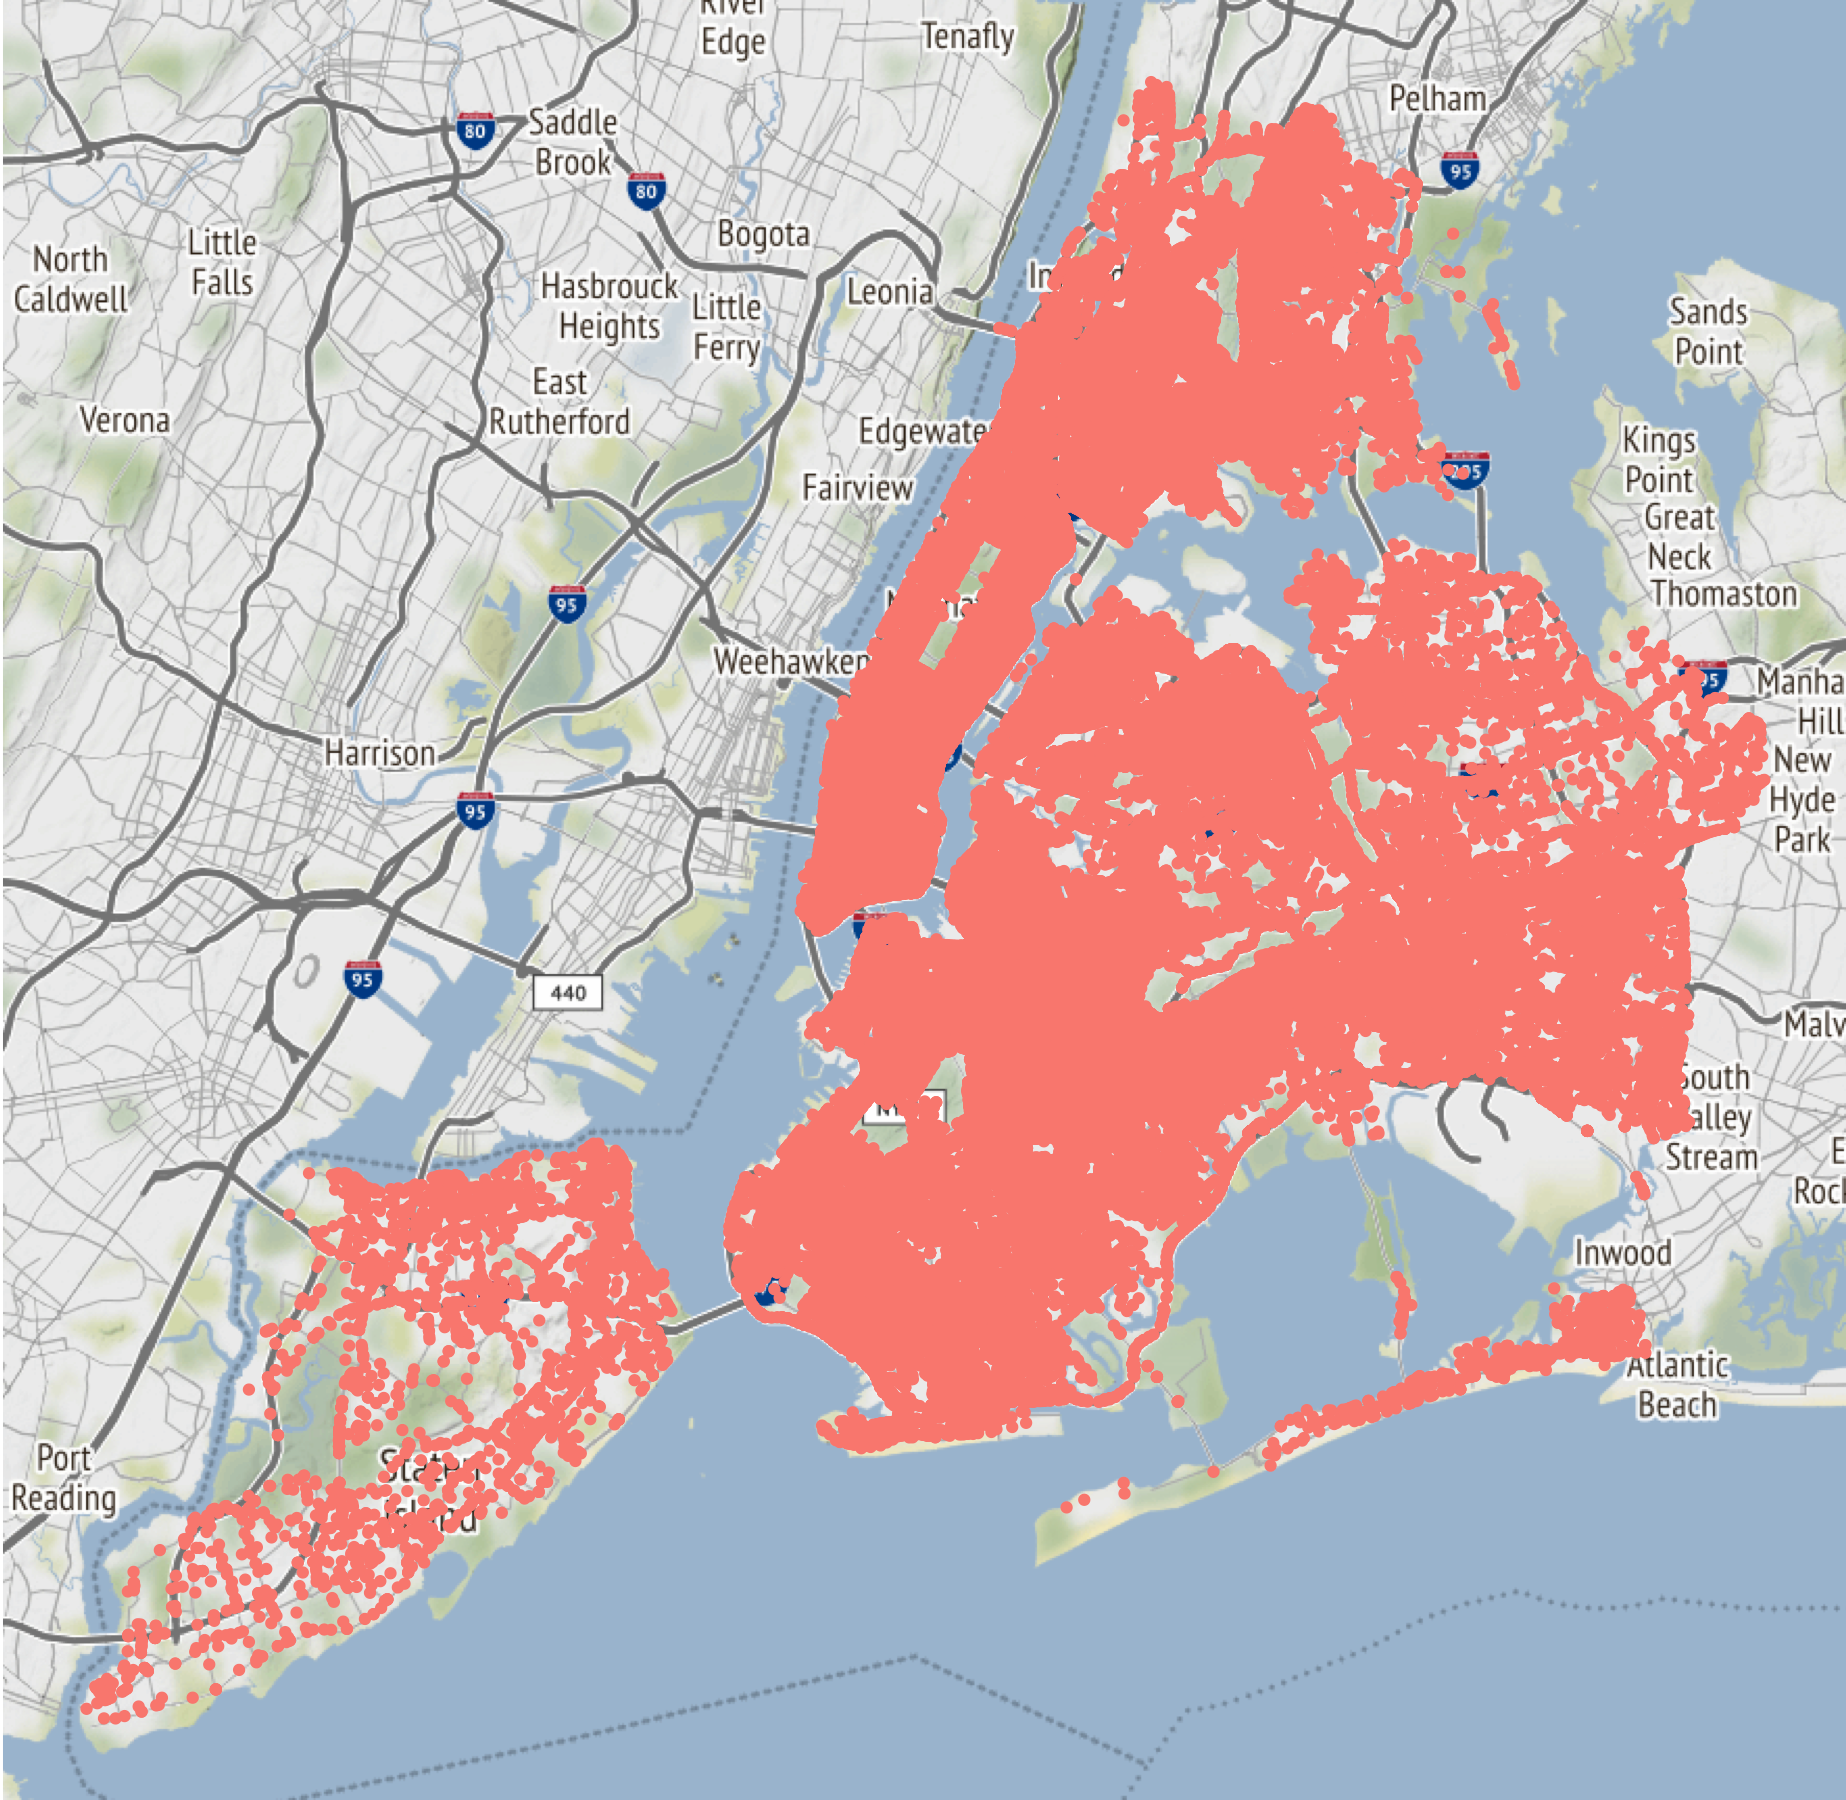 River
Edge
Tenafly
Pelham
80
Saddle
Brook
95
80
Bogota
Little
Falls
North
Caldwell
Hasbrouck
Heights
Leonia
Little
Ferry
Sands
Point
East
Rutherford
Verona
Edgewate
Kings
Point
Fairview
Great
Neck
Thomaston
95
Weehawken
Manha
Hill
New
Hyde
Park
Harrison
95
95
440
Malv
South
alley
Stream
Inwood
Atlantic
Beach
Port
Reading
Staten
Island